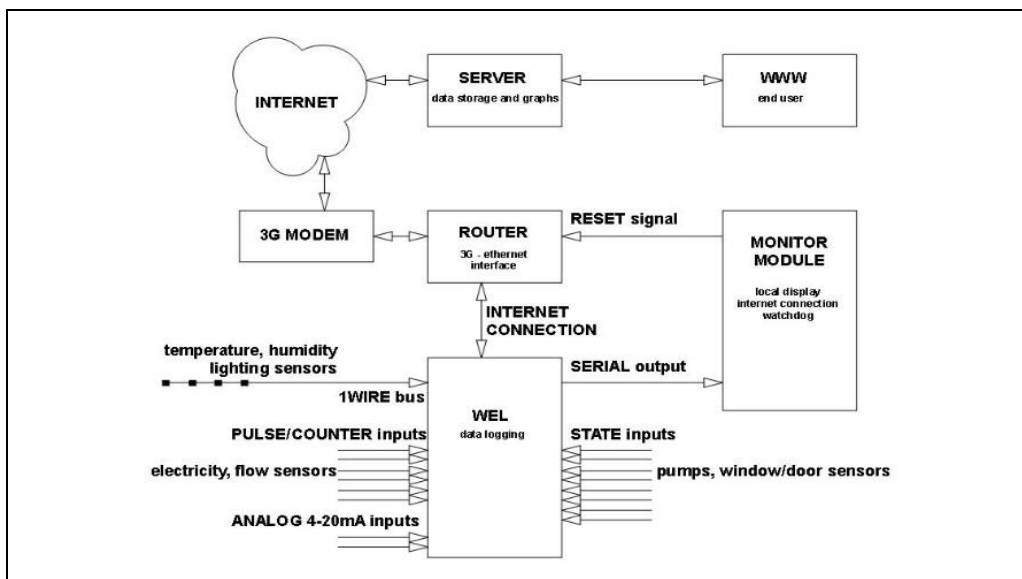 INTERNET
SERVER
data storage and graphs
WWW
end user
3G MODEM
ROUTER
3G - ethernet
interface
RESET signal
MONITOR
MODULE
local display
internet connection
watchdog
INTERNET
CONNECTION
temperature, humidity
lighting sensors
1WIRE bus
SERIAL output
WEL
data logging
PULSE/COUNTER inputs
STATE inputs
electricity, flow sensors
pumps, window/door sensors
ANALOG 4-20mA inputs